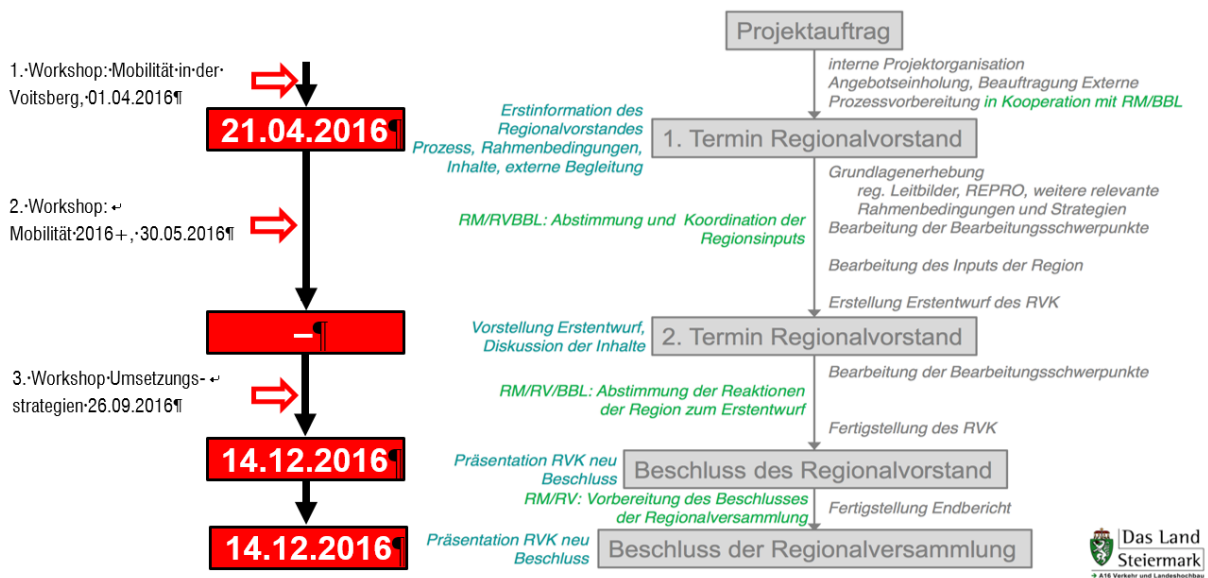 Projektauftrag
1.·Workshop:·Mobilität·in·der·
Voitsberg,·01.04.2016¶
interne Projektorganisation
Angebotseinholung, Beauftragung Externe
Prozessvorbereitung in Kooperation mit RM/BBL
21.04.2016¶
Erstinformation des
Regionalvorstandes
Prozess, Rahmenbedingungen,
Inhalte, externe Begleitung
1. Termin Regionalvorstand
Grundlagenerhebung
reg. Leitbilder, REPRO, weitere relevante
Rahmenbedingungen und Strategien
Bearbeitung der Bearbeitungsschwerpunkte
2.·Workshop:·↵
Mobilität·2016+,·30.05.2016¶
RM/RVBBL: Abstimmung und Koordination der
Regionsinputs
Bearbeitung des Inputs der Region
Erstellung Erstentwurf des RVK
–¶
Vorstellung Erstentwurf,
Diskussion der Inhalte
2. Termin Regionalvorstand
Bearbeitung der Bearbeitungsschwerpunkte
3.·Workshop·Umsetzungs-·↵
strategien·26.09.2016¶
RM/RV/BBL: Abstimmung der Reaktionen
der Region zum Erstentwurf
Fertigstellung des RVK
14.12.2016¶
Präsentation RVK neu
Beschluss
Beschluss des Regionalvorstand
RM/RV: Vorbereitung des Beschlusses
der Regionalversammlung
Fertigstellung Endbericht
14.12.2016¶
Präsentation RVK neu
Beschluss
Beschluss der Regionalversammlung
Das Land
Steiermark
→ A16 Verkehr und Landeshochbau